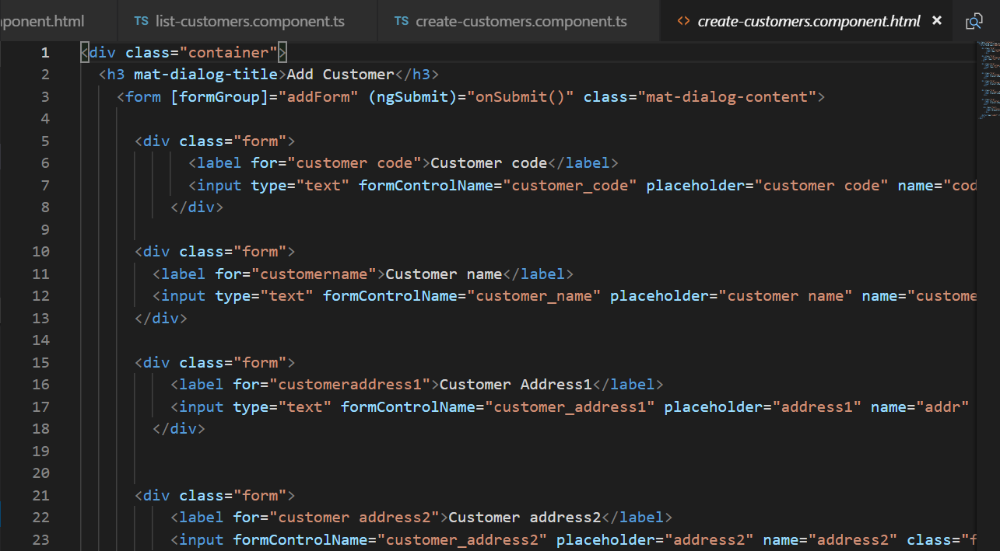 ponent.html TS list-customers.component.ts TS create-customers.component.ts <> create-customers.component.html ×
1 <div class="container">
2 <h3 mat-dialog-title>Add Customer</h3>
3 <form [formGroup]="addForm" (ngSubmit)="onSubmit()" class="mat-dialog-content">
4
5 <div class="form">
6 <label for="customer code">Customer code</label>
7 <input type="text" formControlName="customer_code" placeholder="customer code" name="cod
8 </div>
9
10 <div class="form">
11 <label for="customername">Customer name</label>
12 <input type="text" formControlName="customer_name" placeholder="customer name" name="custome
13 </div>
14
15 <div class="form">
16 <label for="customeraddress1">Customer Address1</label>
17 <input type="text" formControlName="customer_address1" placeholder="address1" name="addr"
18 </div>
19
20
21 <div class="form">
22 <label for="customer address2">Customer address2</label>
23 <input formControlName="customer_address2" placeholder="address2" name="address2" class="f